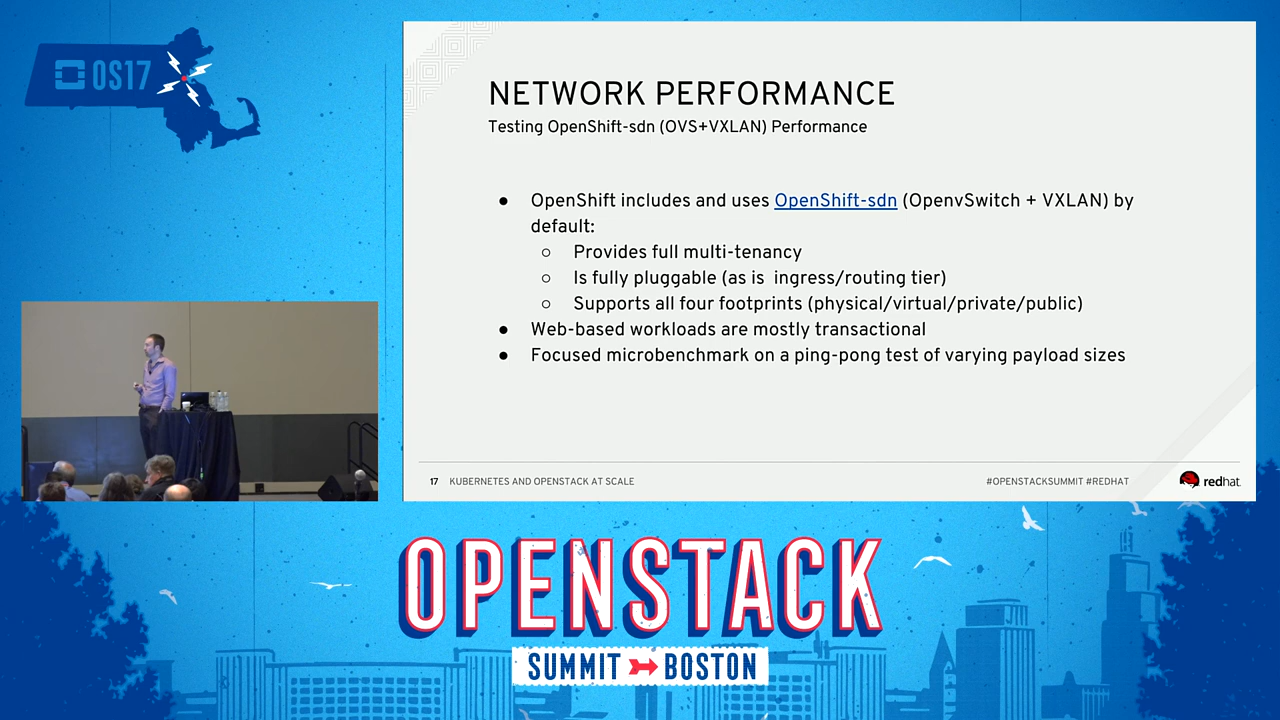 OS17
NETWORK PERFORMANCE
Testing OpenShift-sdn (OVS+VXLAN) Performance
● OpenShift includes and uses OpenShift-sdn (OpenvSwitch + VXLAN) by
default:
○ Provides full multi-tenancy
○ Is fully pluggable (as is ingress/routing tier)
○ Supports all four footprints (physical/virtual/private/public)
● Web-based workloads are mostly transactional
● Focused microbenchmark on a ping-pong test of varying payload sizes
17 KUBERNETES AND OPENSTACK AT SCALE
#OPENSTACKSUMMIT #REDHAT
redhat.
OPENSTACK
SUMMIT BOSTON